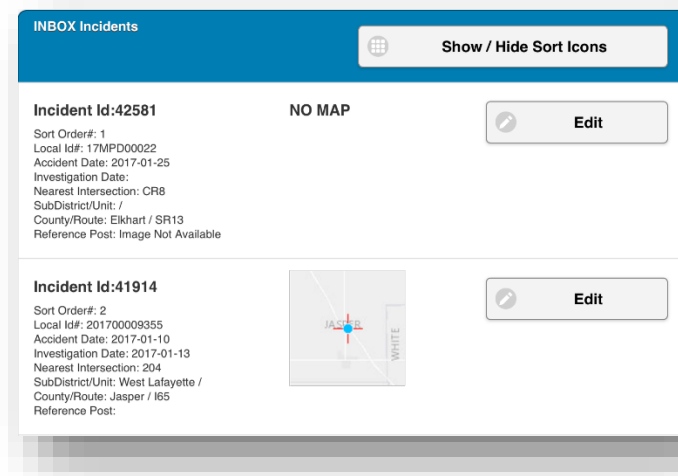 INBOX Incidents
Show / Hide Sort Icons
Incident Id:42581
NO MAP
Edit
Sort Order#: 1
Local Id#: 17MPD00022
Accident Date: 2017-01-25
Investigation Date:
Nearest Intersection: CR8
SubDistrict/Unit: /
County/Route: Elkhart / SR13
Reference Post: Image Not Available
Incident Id:41914
Edit
Sort Order#: 2
Local Id#: 201700009355
Accident Date: 2017-01-10
Investigation Date: 2017-01-13
Nearest Intersection: 204
SubDistrict/Unit: West Lafayette /
County/Route: Jasper / I65
Reference Post:
JASPER
WHITE